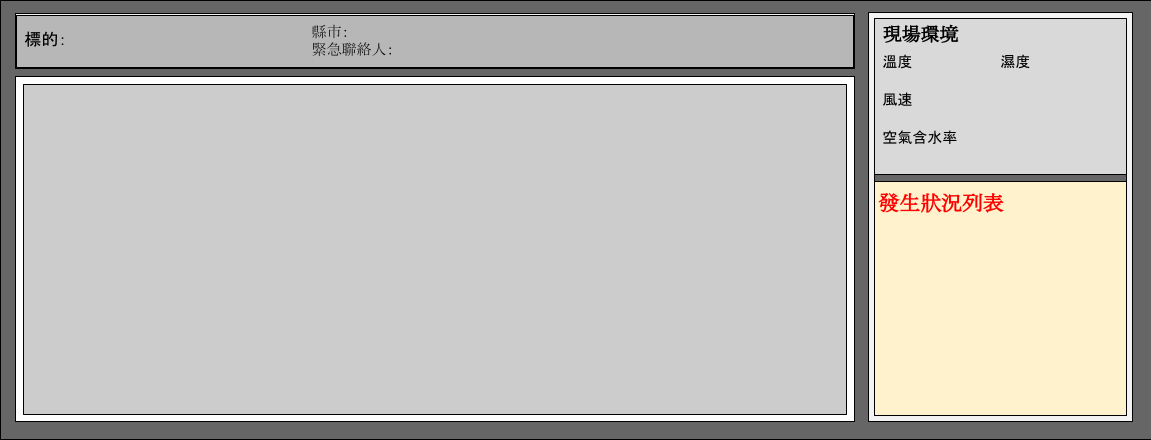 標的:
縣市:
緊急聯絡人:
現場環境
溫度 濕度
風速
空氣含水率
發生狀況列表